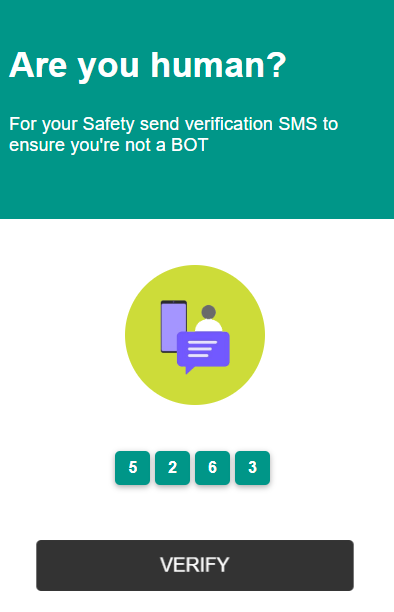 Are you human?
For your Safety send verification SMS to
ensure you're not a BOT
5 2 6 3
VERIFY